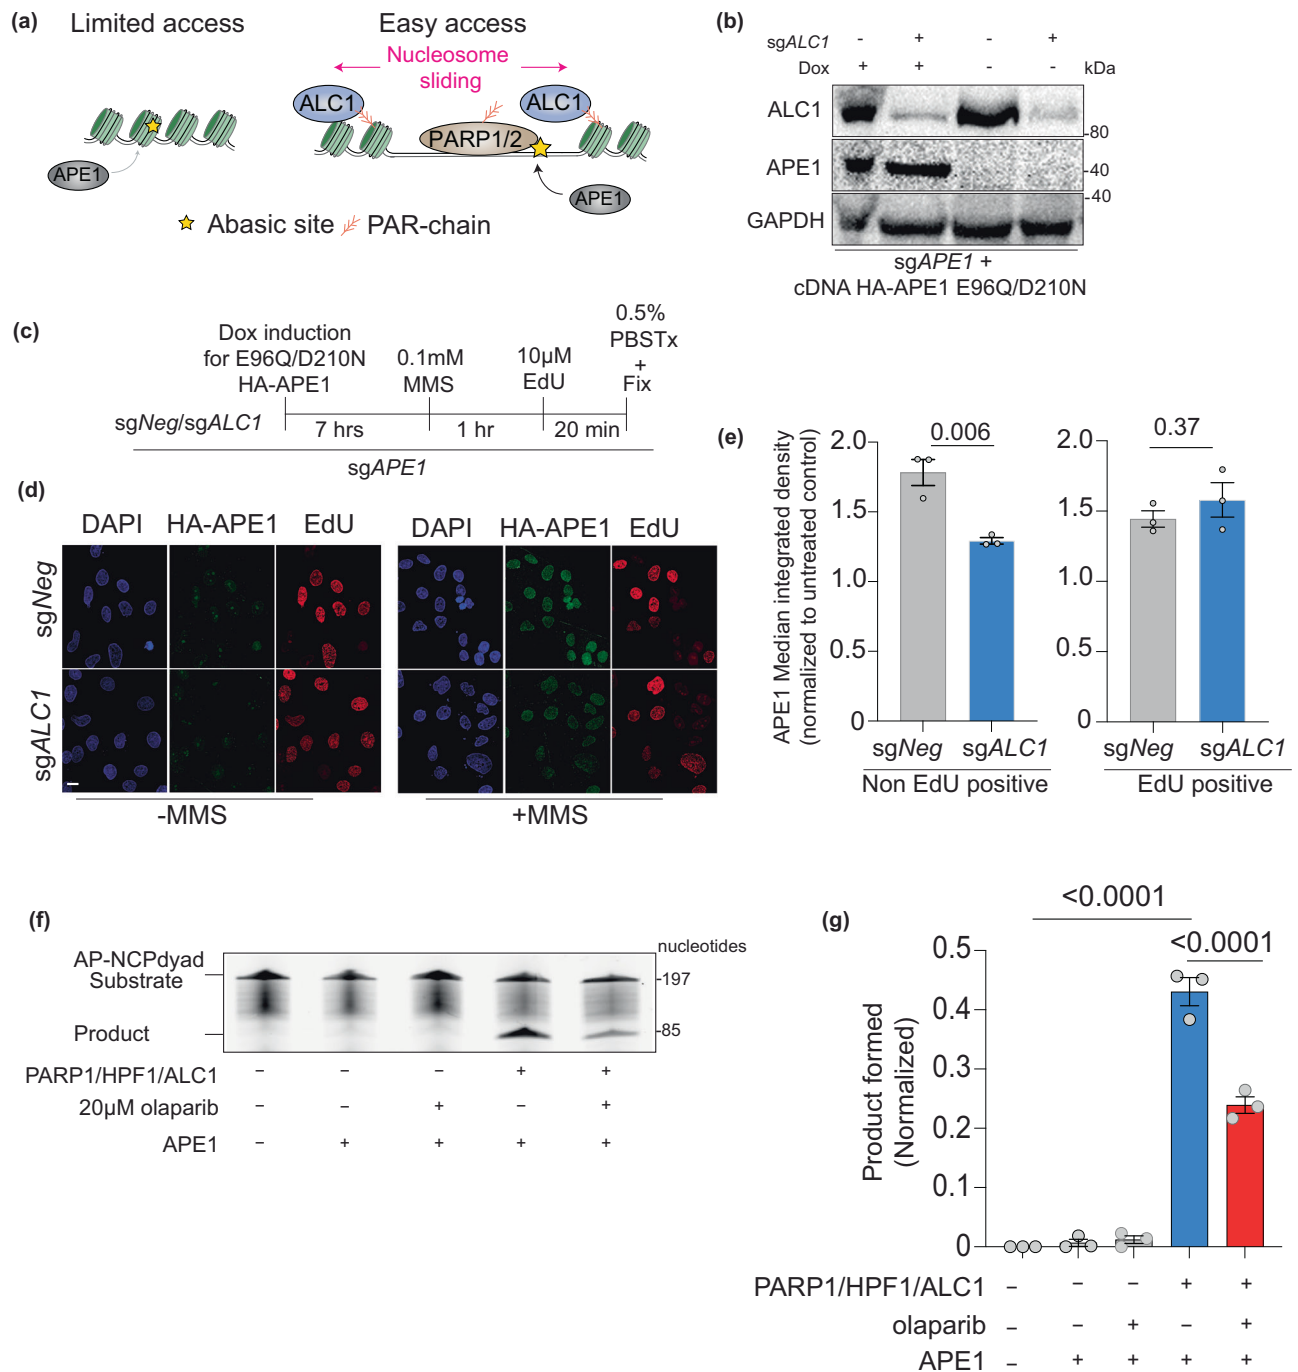 (a)
Limited access
Easy access
Nucleosome
sliding
ALC1
ALC1
PARP1/2
APE1
APE1
Abasic site
PAR-chain
(b)
sgALC1 - + - +
Dox + + - - kDa
ALC1
-80
APE1
-40
-40
GAPDH
sgAPE1 +
cDNA HA-APE1 E96Q/D210N
(c)
Dox induction
for E96Q/D210N
HA-APE1
0.1mM
MMS
10µM
EdU
0.5%
PBSTx
+
Fix
sgNeg/sgALC1
7 hrs
1 hr
20 min
sgAPE1
(d)
DAPI HA-APE1 EdU
DAPI HA-APE1 EdU
sgNeg
sgALC1
-MMS
+MMS
(e)
APE1 Median integrated density
(normalized to untreated control)
2.0
1.5
1.0
0.5
0
0.006
sgNeg sgALC1
Non EdU positive
2.0
1.5
1.0
0.5
0
0.37
sgNeg sgALC1
EdU positive
(f)
nucleotides
AP-NCPdyad
Substrate
-197
Product
-85
PARP1/HPF1/ALC1 – – – + +
20µM olaparib – – + – +
APE1 – + + + +
(g)
<0.0001
<0.0001
Product formed
(Normalized)
0.5
0.4
0.3
0.2
0.1
0
PARP1/HPF1/ALC1 – – – + +
olaparib – – + – +
APE1 – + + + +